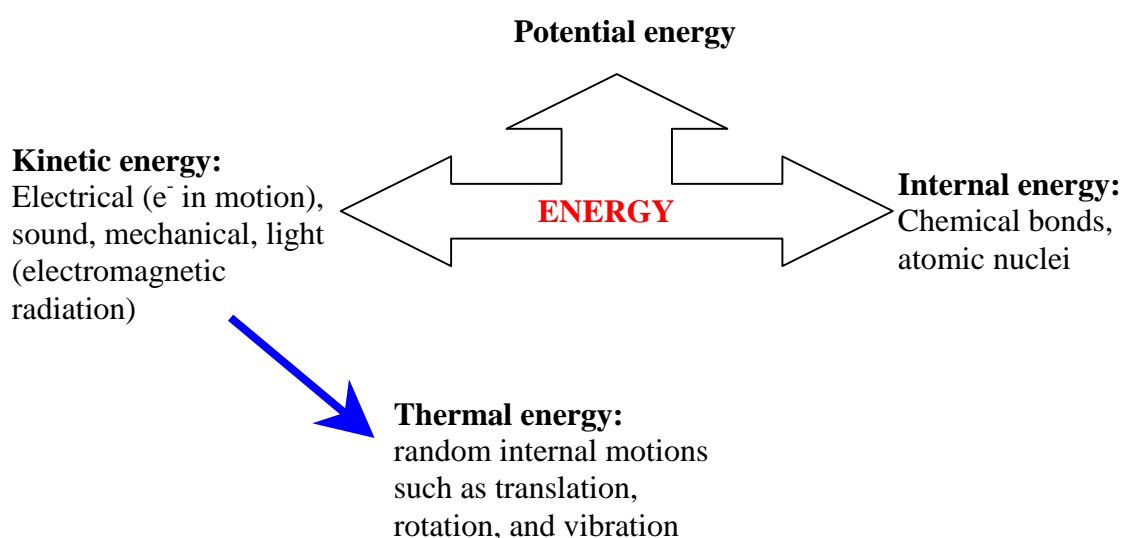 Potential energy
Kinetic energy:
Electrical (e⁻ in motion),
sound, mechanical, light
(electromagnetic
radiation)
ENERGY
Internal energy:
Chemical bonds,
atomic nuclei
Thermal energy:
random internal motions
such as translation,
rotation, and vibration